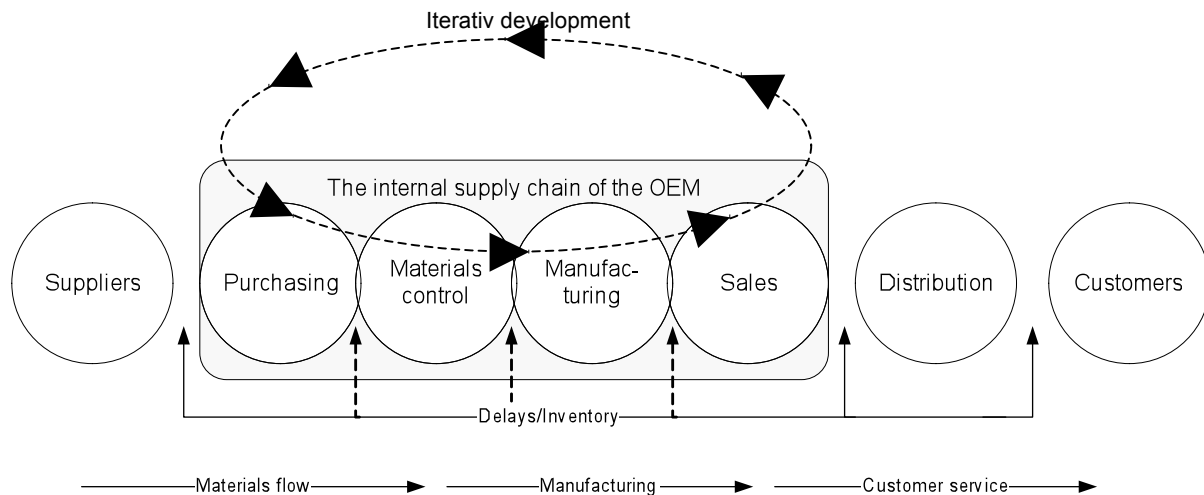 Iterativ development
The internal supply chain of the OEM
Suppliers
Purchasing
Materials
control
Manufac-
turing
Sales
Distribution
Customers
Delays/Inventory
Materials flow
Manufacturing
Customer service